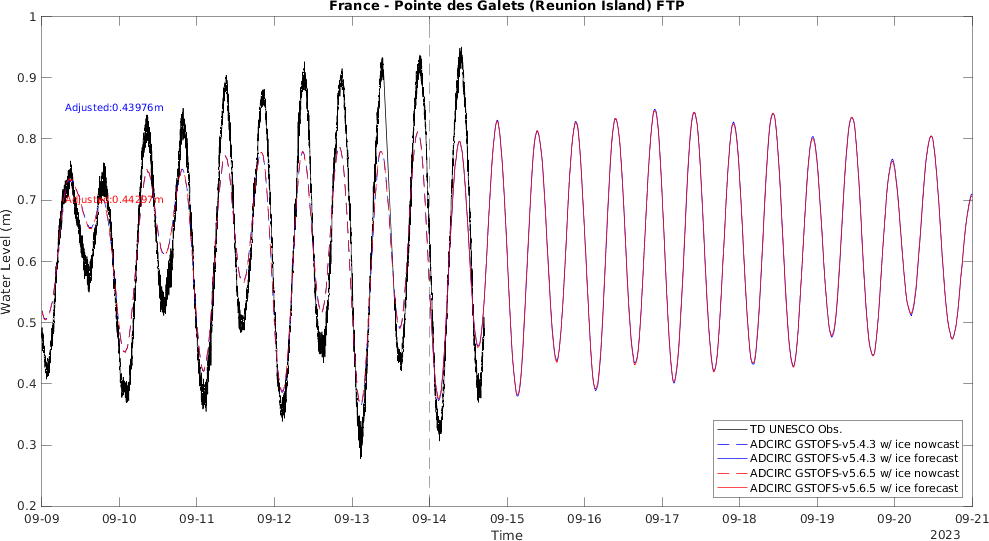 France - Pointe des Galets (Reunion Island) FTP
1
0.9
0.8
0.7
0.6
0.5
0.4
0.3
0.2
Water Level (m)
Adjusted:0.43976m
Adjusted:0.44297m
TD UNESCO Obs.
ADCIRC GSTOFS-v5.4.3 w/ ice nowcast
ADCIRC GSTOFS-v5.4.3 w/ ice forecast
ADCIRC GSTOFS-v5.6.5 w/ ice nowcast
ADCIRC GSTOFS-v5.6.5 w/ ice forecast
09-09 09-10 09-11 09-12 09-13 09-14 09-15 09-16 09-17 09-18 09-19 09-20 09-21
Time
2023